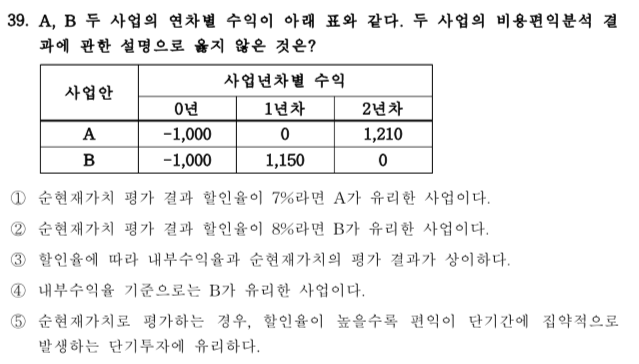 39. A, B 두 사업의 연차별 수익이 아래 표와 같다. 두 사업의 비용편익분석 결
과에 관한 설명으로 옳지 않은 것은?
사업안 사업년차별 수익
0년 1년차 2년차
A -1,000 0 1,210
B -1,000 1,150 0
① 순현재가치 평가 결과 할인율이 7%라면 A가 유리한 사업이다.
② 순현재가치 평가 결과 할인율이 8%라면 B가 유리한 사업이다.
③ 할인율에 따라 내부수익율과 순현재가치의 평가 결과가 상이하다.
④ 내부수익율 기준으로는 B가 유리한 사업이다.
⑤ 순현재가치로 평가하는 경우, 할인율이 높을수록 편익이 단기간에 집약적으로
발생하는 단기투자에 유리하다.